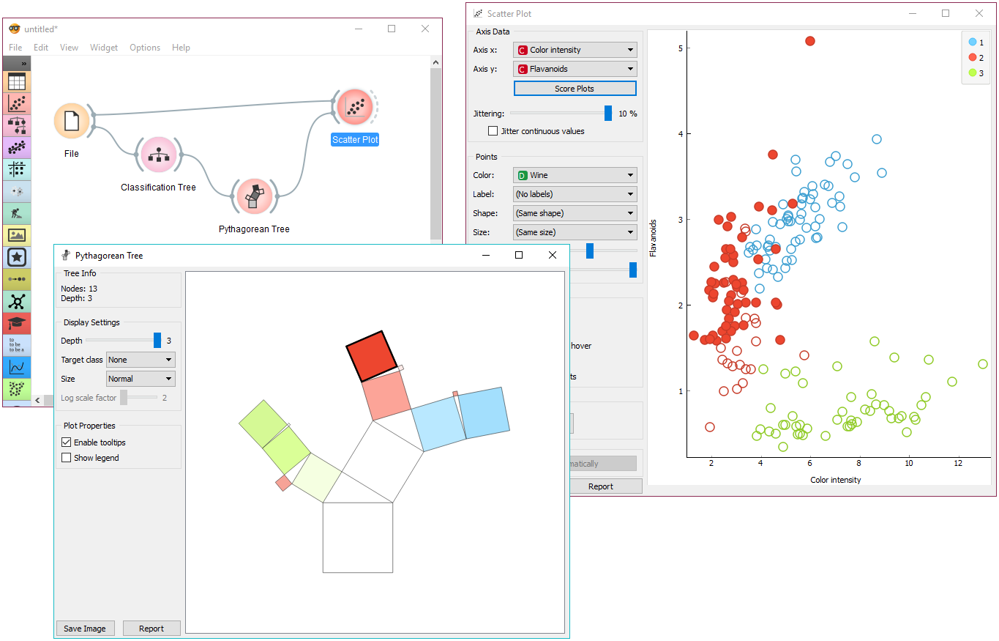 untitled*
File Edit View Widget Options Help
»
File
Classification Tree
Pythagorean Tree
Scatter Plot
to
to be
to be a
Scatter Plot
Axis Data
Axis x: C Color intensity
Axis y: C Flavanoids
Score Plots
Jittering: 10 %
Jitter continuous values
Points
Color: D Wine
Label: (No labels)
Shape: (Same shape)
Size: (Same size)
hover
ts
matically
Report
1
2
3
5
4
3
2
1
Flavanoids
2 4 6 8 10 12
Color intensity
Pythagorean Tree
Tree Info
Nodes: 13
Depth: 3
Display Settings
Depth 3
Target class None
Size Normal
Log scale factor 2
Plot Properties
Enable tooltips
Show legend
Save Image Report